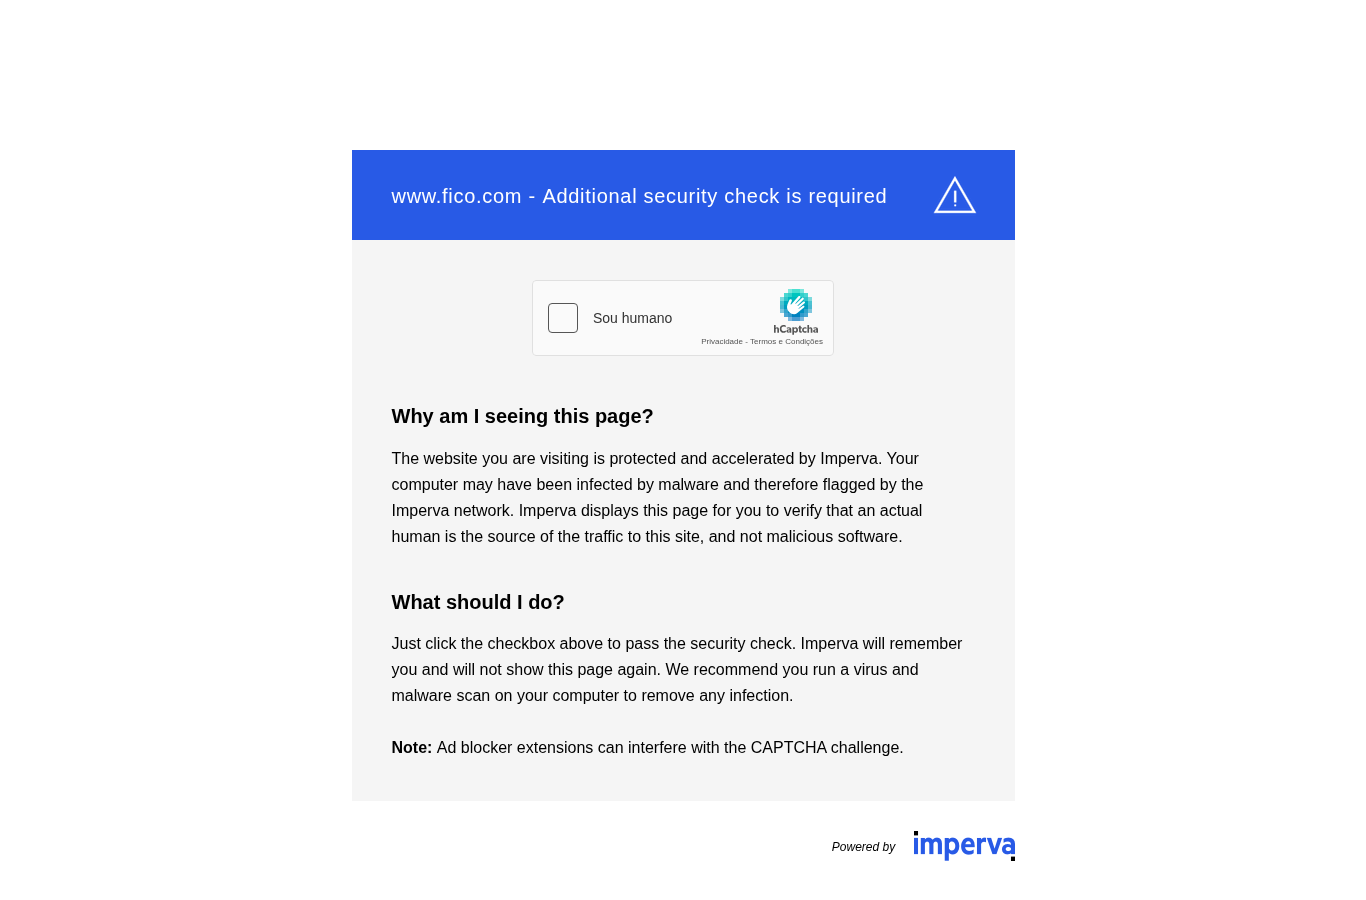 www.fico.com - Additional security check is required
Sou humano
hCaptcha
Privacidade - Termos e Condições
Why am I seeing this page?
The website you are visiting is protected and accelerated by Imperva. Your
computer may have been infected by malware and therefore flagged by the
Imperva network. Imperva displays this page for you to verify that an actual
human is the source of the traffic to this site, and not malicious software.
What should I do?
Just click the checkbox above to pass the security check. Imperva will remember
you and will not show this page again. We recommend you run a virus and
malware scan on your computer to remove any infection.
Note: Ad blocker extensions can interfere with the CAPTCHA challenge.
Powered by imperva